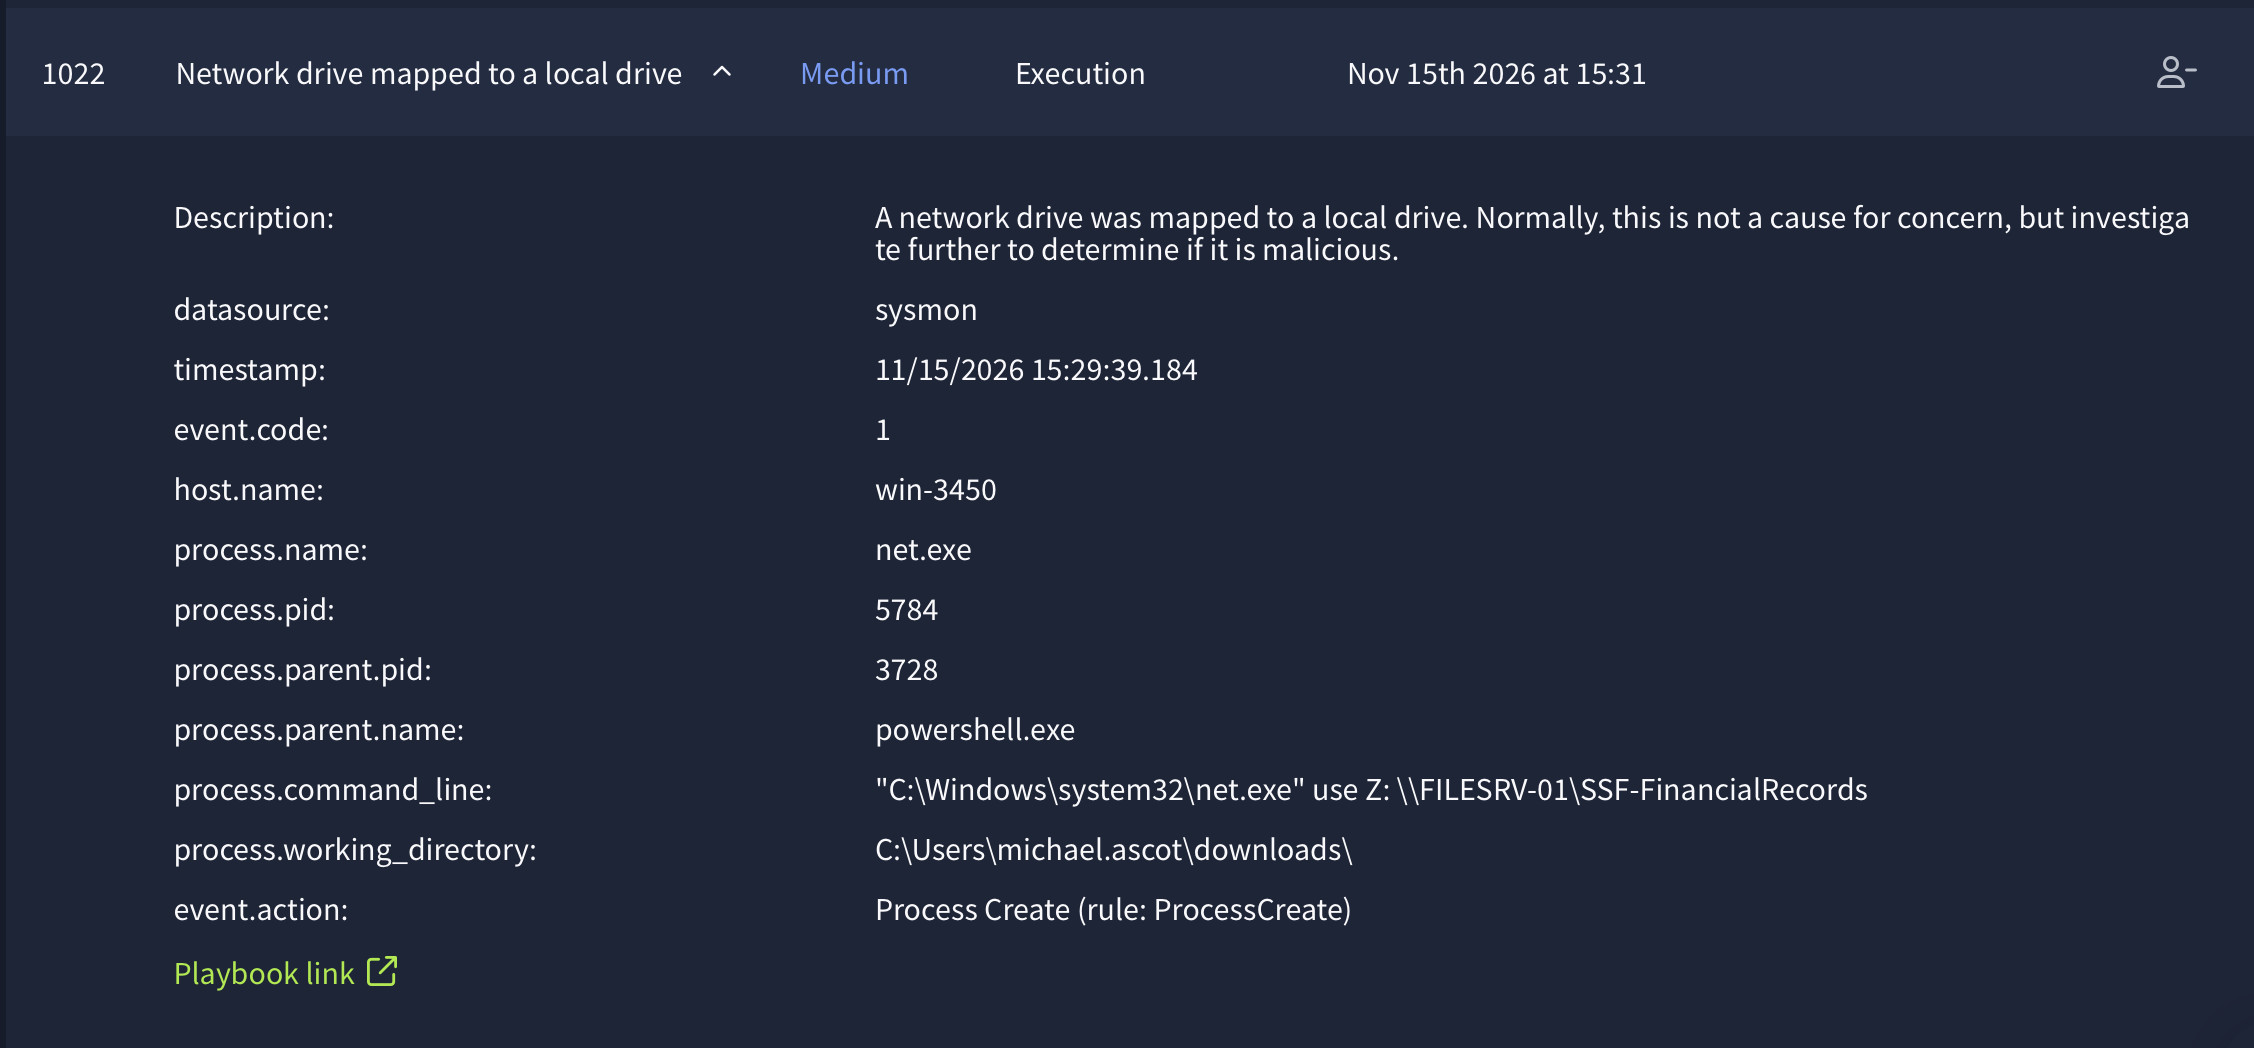 1022 Network drive mapped to a local drive Medium Execution Nov 15th 2026 at 15:31
Description: A network drive was mapped to a local drive. Normally, this is not a cause for concern, but investiga
te further to determine if it is malicious.
datasource: sysmon
timestamp: 11/15/2026 15:29:39.184
event.code: 1
host.name: win-3450
process.name: net.exe
process.pid: 5784
process.parent.pid: 3728
process.parent.name: powershell.exe
process.command_line: "C:\Windows\system32\net.exe" use Z: \\FILESRV-01\SSF-FinancialRecords
process.working_directory: C:\Users\michael.ascot\downloads\
event.action: Process Create (rule: ProcessCreate)
Playbook link